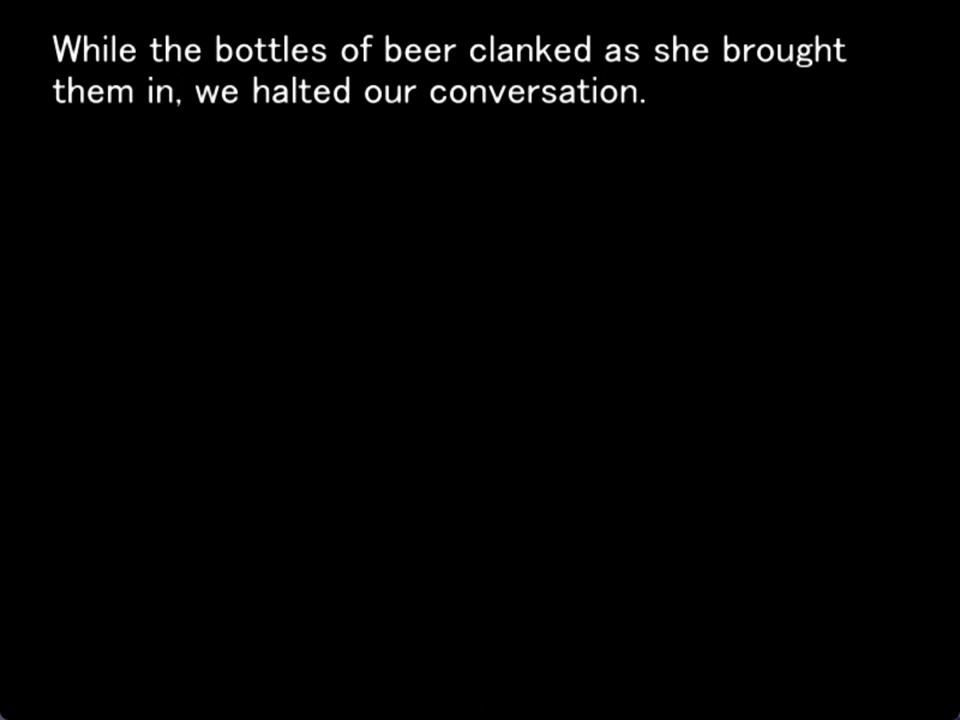 While the bottles of beer clanked as she brought
them in, we halted our conversation.